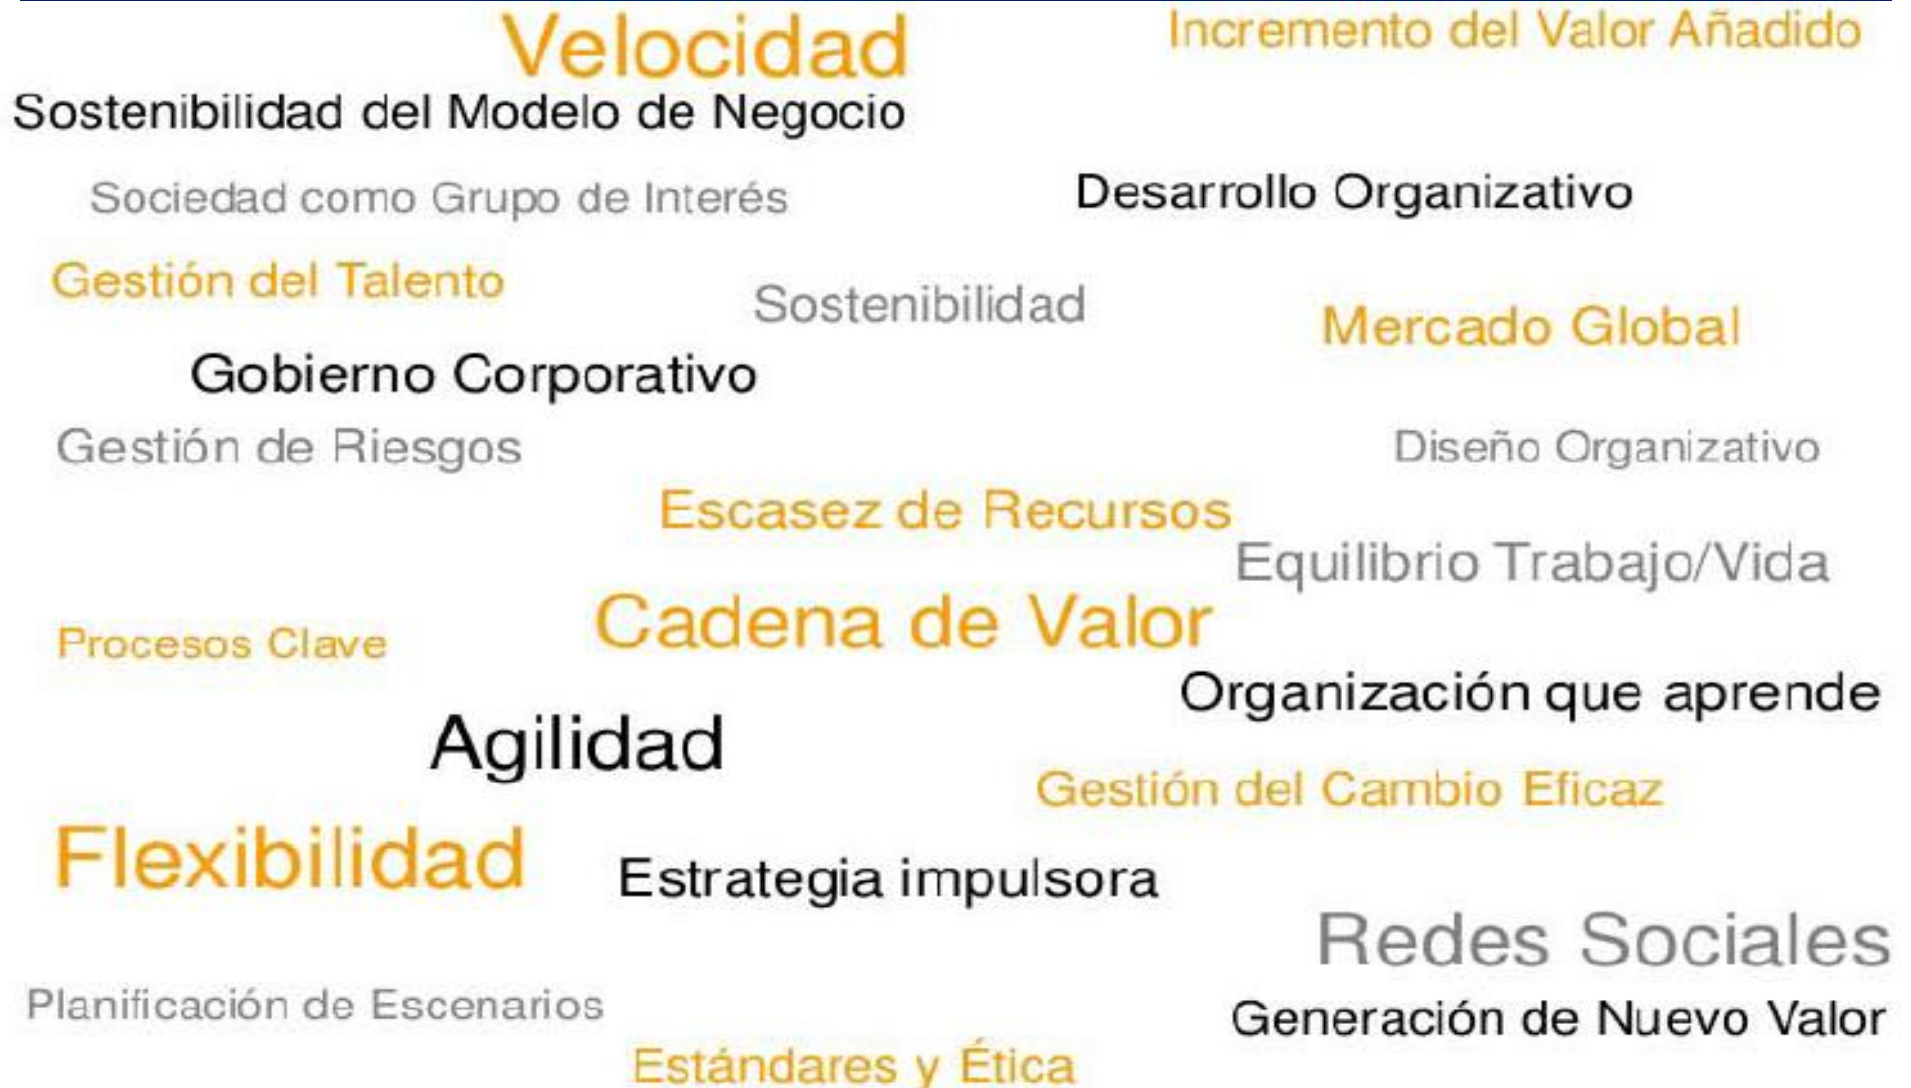 Velocidad
Incremento del Valor Añadido
Sostenibilidad del Modelo de Negocio
Sociedad como Grupo de Interés
Desarrollo Organizativo
Gestión del Talento
Sostenibilidad
Mercado Global
Gobierno Corporativo
Gestión de Riesgos
Diseño Organizativo
Escasez de Recursos
Equilibrio Trabajo/Vida
Cadena de Valor
Procesos Clave
Organización que aprende
Agilidad
Gestión del Cambio Eficaz
Flexibilidad
Estrategia impulsora
Redes Sociales
Planificación de Escenarios
Generación de Nuevo Valor
Estándares y Ética